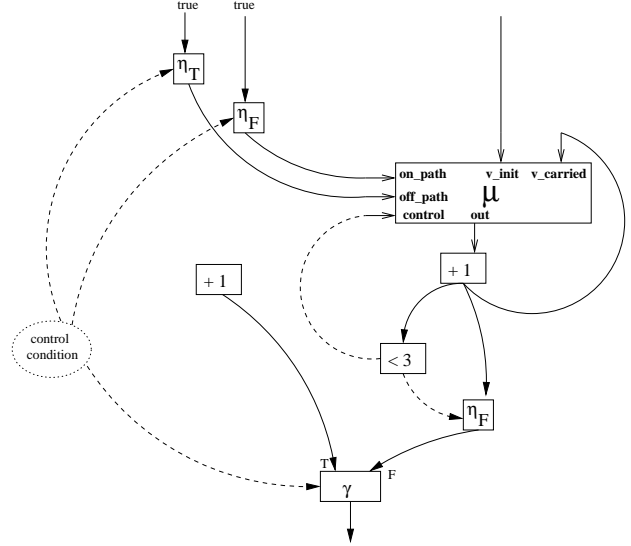 true true
ηT
ηF
on_path v_init v_carried
off_path μ
control out
+ 1
+ 1
control
condition
< 3
ηF
T F
γ